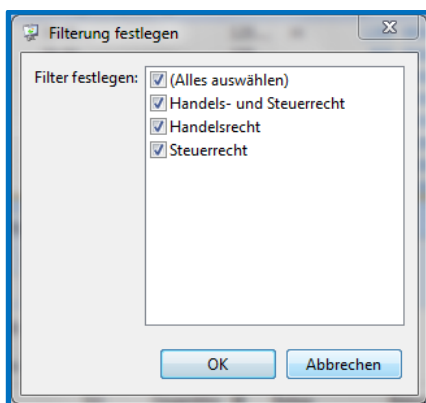 Filterung festlegen
Filter festlegen:
(Alles auswählen)
Handels- und Steuerrecht
Handelsrecht
Steuerrecht
OK
Abbrechen